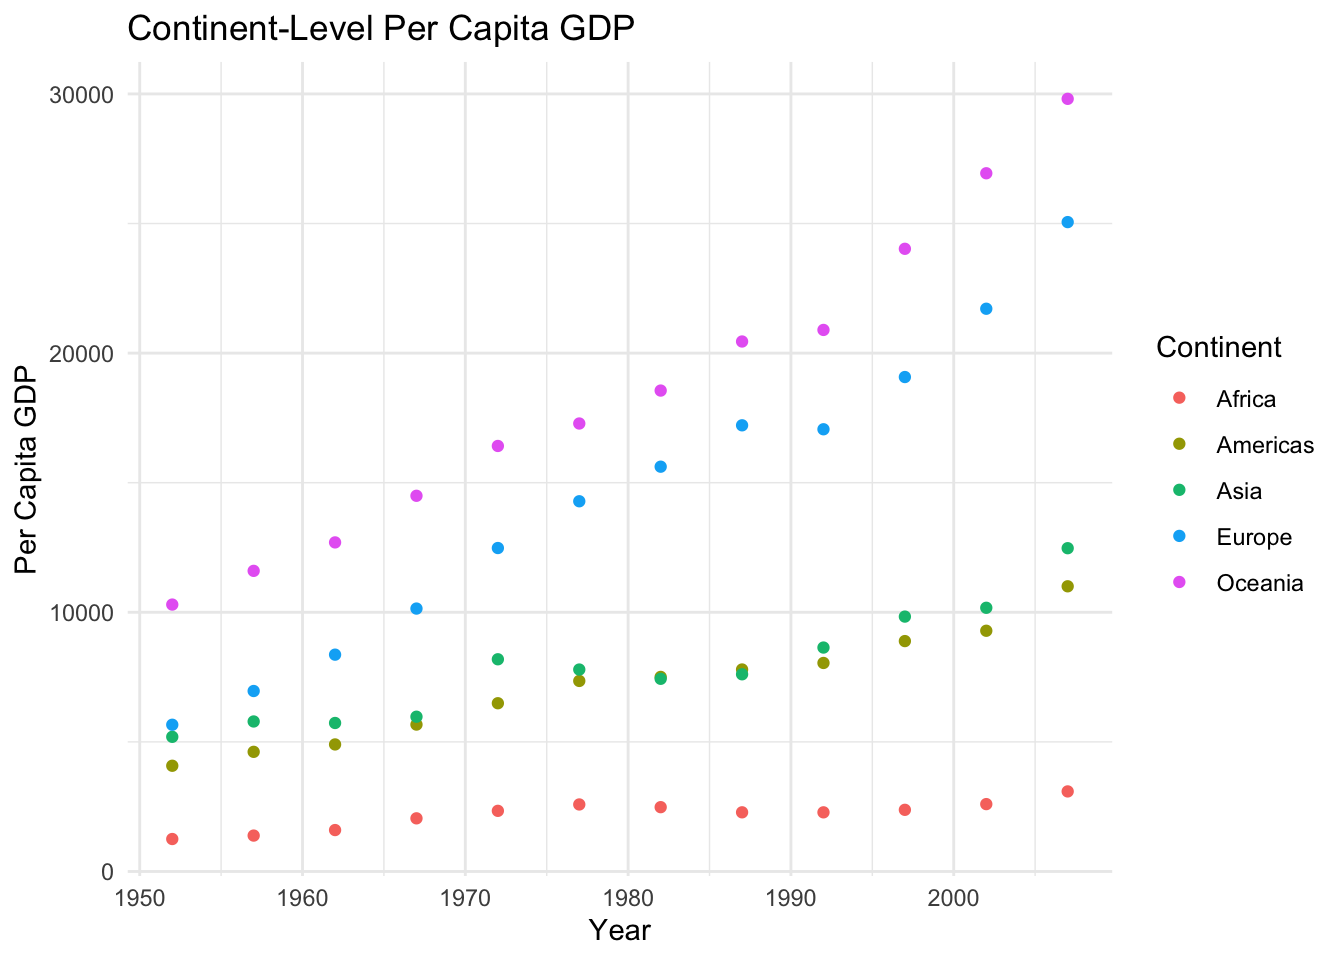 Continent-Level Per Capita GDP
30000
20000
10000
0
Per Capita GDP
1950 1960 1970 1980 1990 2000
Year
Continent
Africa
Americas
Asia
Europe
Oceania